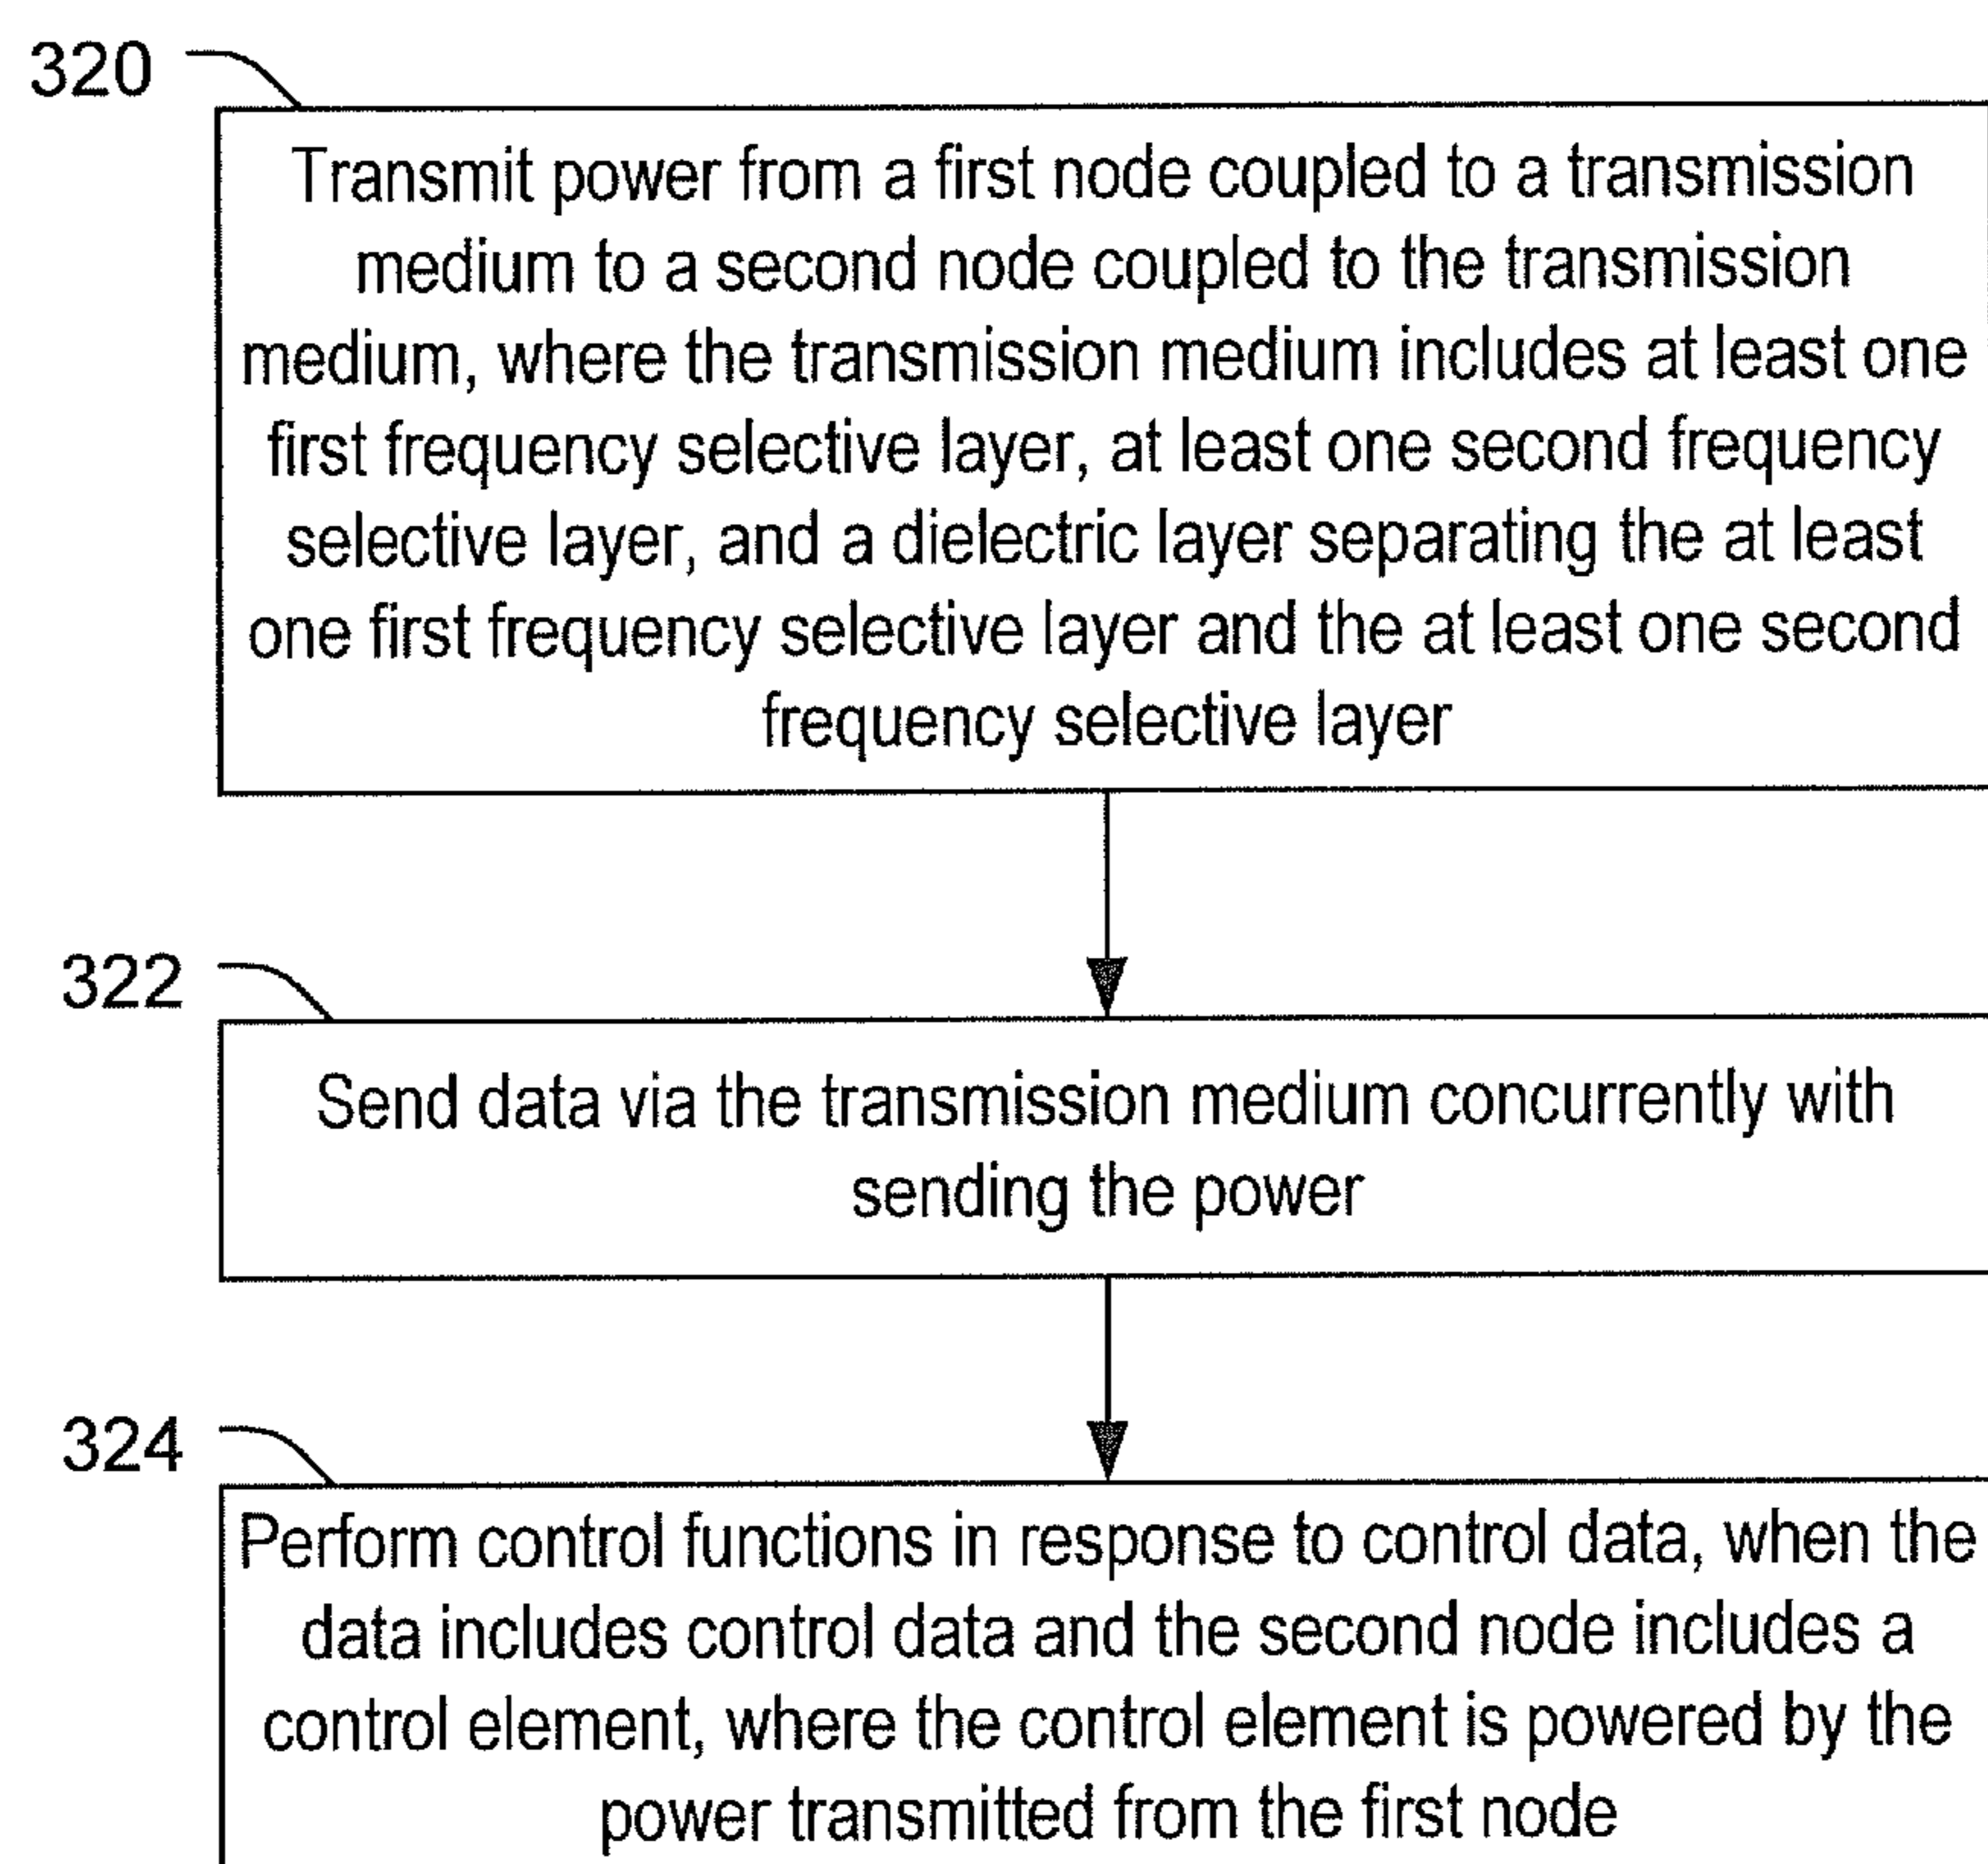 320
Transmit power from a first node coupled to a transmission
medium to a second node coupled to the transmission
medium, where the transmission medium includes at least one
first frequency selective layer, at least one second frequency
selective layer, and a dielectric layer separating the at least
one first frequency selective layer and the at least one second
frequency selective layer
322
Send data via the transmission medium concurrently with
sending the power
324
Perform control functions in response to control data, when the
data includes control data and the second node includes a
control element, where the control element is powered by the
power transmitted from the first node